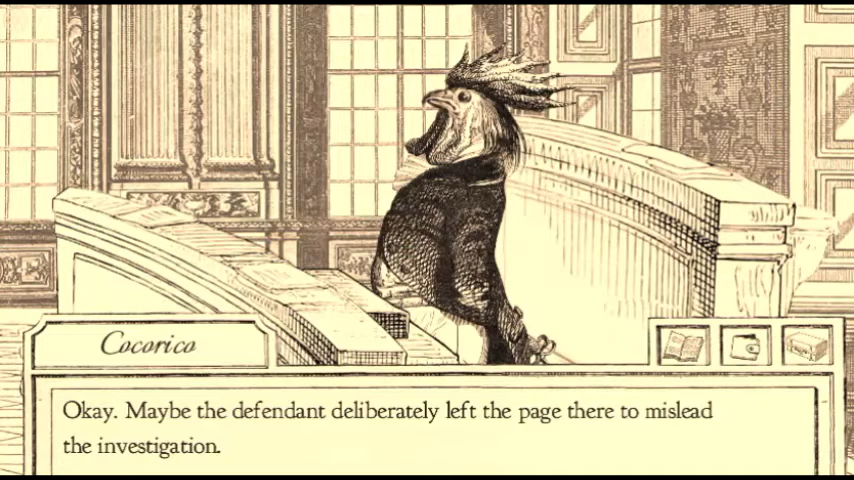 Cocorico
Okay. Maybe the defendant deliberately left the page there to mislead
the investigation.